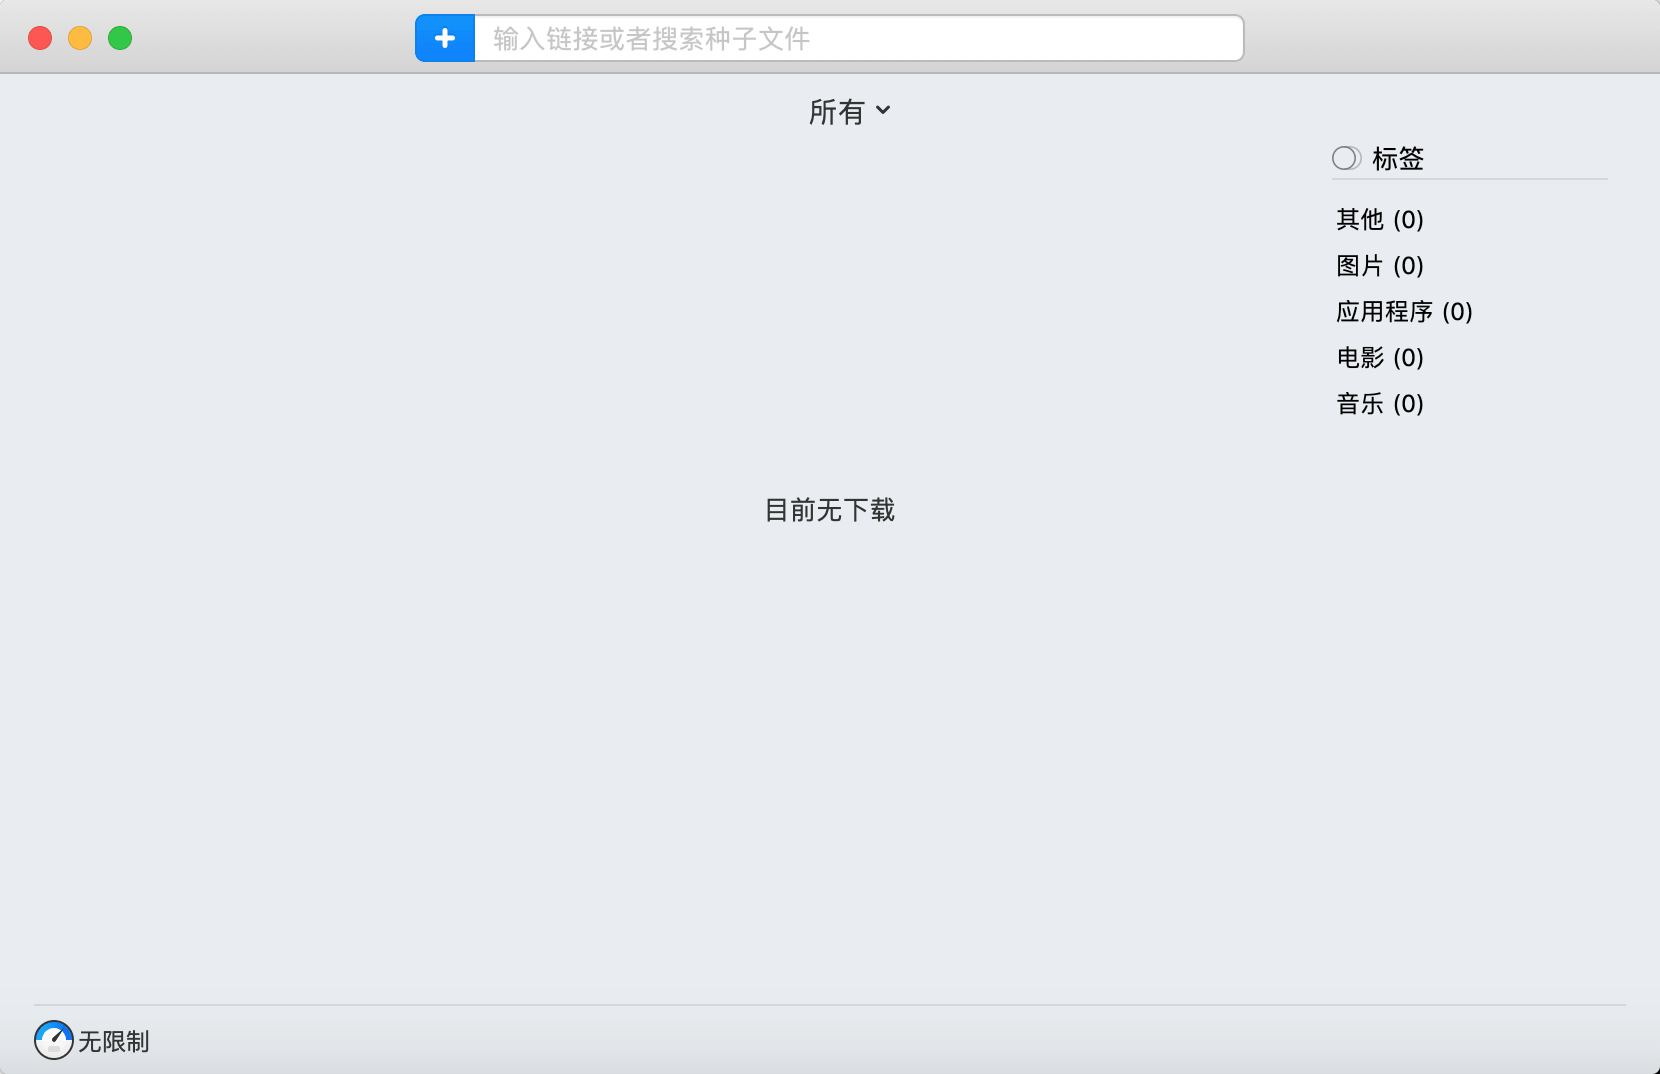 输入链接或者搜索种子文件
所有
标签
其他 (0)
图片 (0)
应用程序 (0)
电影 (0)
音乐 (0)
目前无下载
无限制